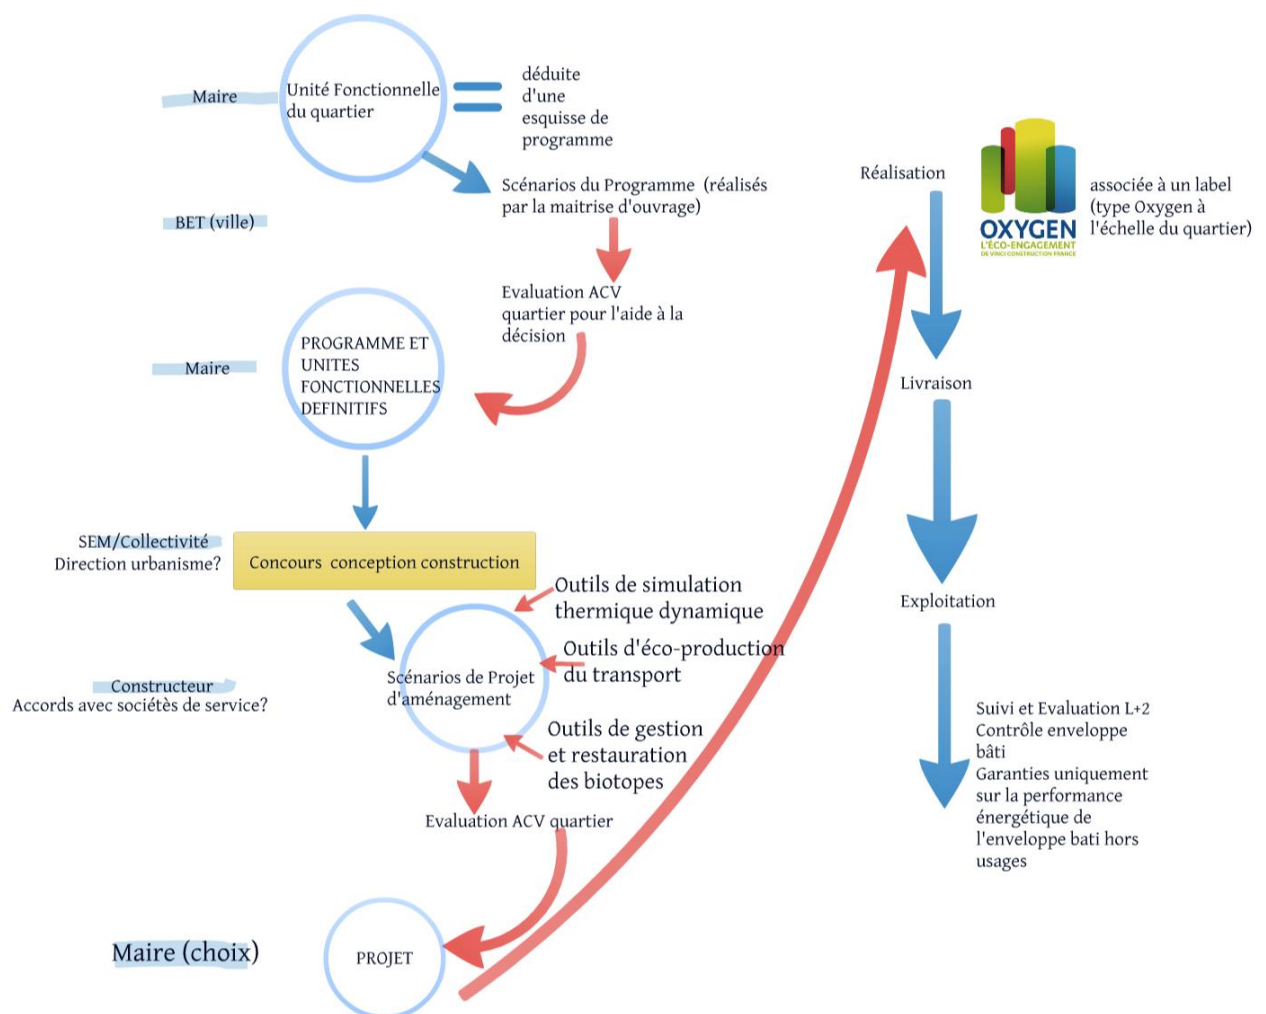 Maire
Unité Fonctionnelle
du quartier
déduite
d'une
esquisse de
programme
Scénarios du Programme (réalisés
par la maitrise d'ouvrage)
BET (ville)
Evaluation ACV
quartier pour l'aide à la
décision
Maire
PROGRAMME ET
UNITES
FONCTIONNELLES
DEFINITIFS
SEM/Collectivité
Direction urbanisme?
Concours conception construction
Outils de simulation
thermique dynamique
Outils d'éco-production
du transport
Scénarios de Projet
d'aménagement
Constructeur
Accords avec sociétès de service?
Outils de gestion
et restauration
des biotopes
Evaluation ACV quartier
Maire (choix)
PROJET
Réalisation
OXYGEN
L'ÉCO-ENGAGEMENT
DE VINCI CONSTRUCTION FRANCE
associée à un label
(type Oxygen à
l'échelle du quartier)
Livraison
Exploitation
Suivi et Evaluation L+2
Contrôle enveloppe
bâti
Garanties uniquement
sur la performance
énergétique de
l'enveloppe bati hors
usages